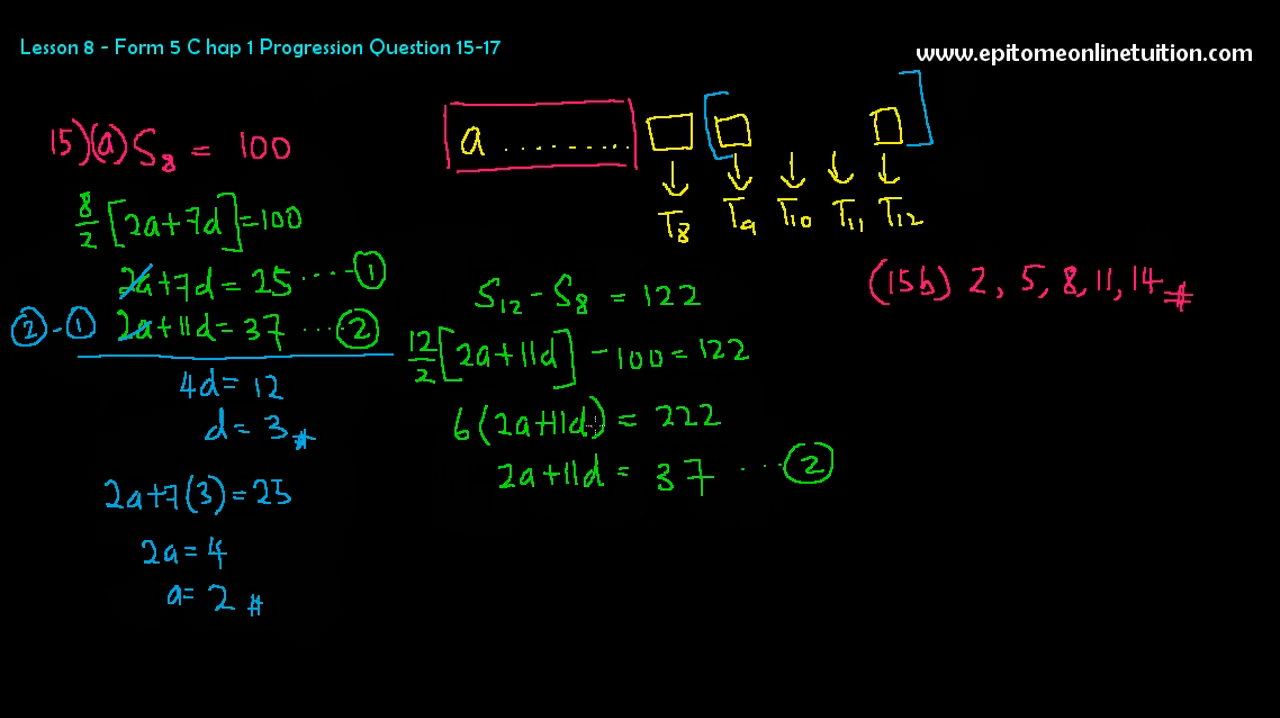 Lesson 8 - Form 5 C hap 1 Progression Question 15-17
www.epitomeonlinetuition.com
15)(a) S₈ = 100
8/2 [2a+7d] = 100
2a+7d = 25 ····· ①
② - ① 2a+11d = 37 ····· ②
4d = 12
d = 3 #
2a+7(3) = 25
2a = 4
a = 2 #
a .........
T₈ T₉ T₁₀ T₁₁ T₁₂
S₁₂ - S₈ = 122
12/2 [2a+11d] - 100 = 122
6(2a+11d) = 222
2a+11d = 37 ···· ②
(15b) 2, 5, 8, 11, 14 #